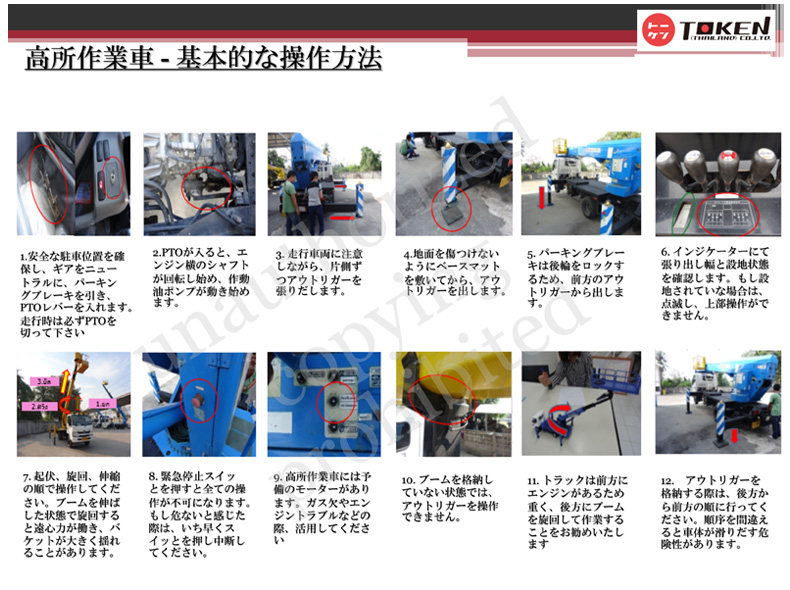 トーケン TOKEN
(THAILAND) CO.,LTD.
高所作業車 - 基本的な操作方法
1.安全な駐車位置を確
保し、ギアをニュー
トラルに、パーキン
グブレーキを引き、
PTOレバーを入れます。
走行時は必ずPTOを
切って下さい
2.PTOが入ると、エ
ンジン横のシャフト
が回転し始め、作動
油ポンプが動き始め
ます。
3. 走行車両に注意
しながら、片側ず
つアウトリガーを
張りだします。
4.地面を傷つけない
ようにベースマット
を敷いてから、アウ
トリガーを出します。
5. パーキングブレー
キは後輪をロックす
るため、前方のアウ
トリガーから出しま
す。
6. インジケーターにて
張り出し幅と設地状態
を確認します。もし設
地されていな場合は、
点滅し、上部操作がで
きません。
3.0m
2.85t
7. 起伏、旋回、伸縮
の順で操作してくだ
さい。ブームを伸ば
した状態で旋回する
と遠心力が働き、バ
ケットが大きく揺れ
ることがあります。
8. 緊急停止スイッ
とを押すと全ての操
作が不可になります。
もし危ないと感じた
際は、いち早くス
イッとを押し中断し
てください。
9. 高所作業車には予
備のモーターがあり
ます。ガス欠やエン
ジントラブルなどの
際、活用してくださ
い
10. ブームを格納し
ていない状態では、
アウトリガーを操作
できません。
11. トラックは前方に
エンジンがあるため
重く、後方にブーム
を旋回して作業する
ことをお勧めいたし
ます
12. アウトリガーを
格納する際は、後方か
ら前方の順に行ってく
ださい。順序を間違え
ると車体が滑りだす危
険性があります。
unauthorized
copying
prohibited